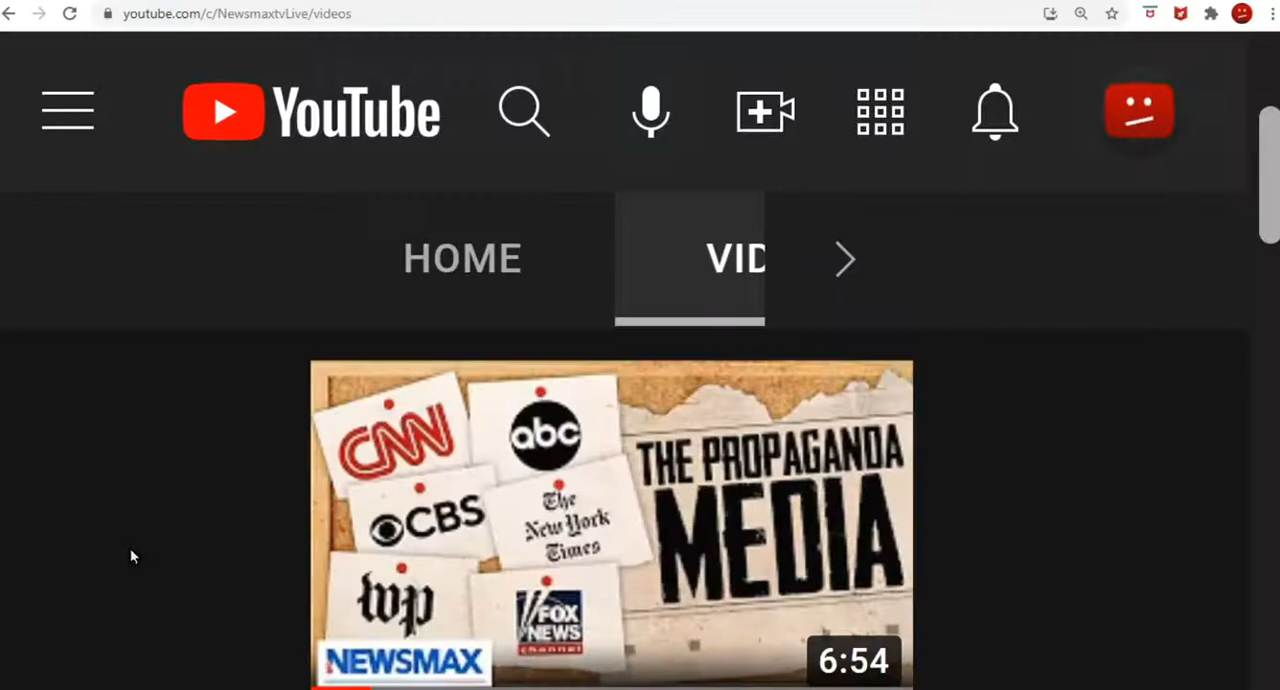 youtube.com/c/NewsmaxtvLive/videos
YouTube
HOME
VID
CNN
abc
CBS
The
New York
Times
wp
FOX
NEWS
channel
THE PROPAGANDA
MEDIA
NEWSMAX
6:54